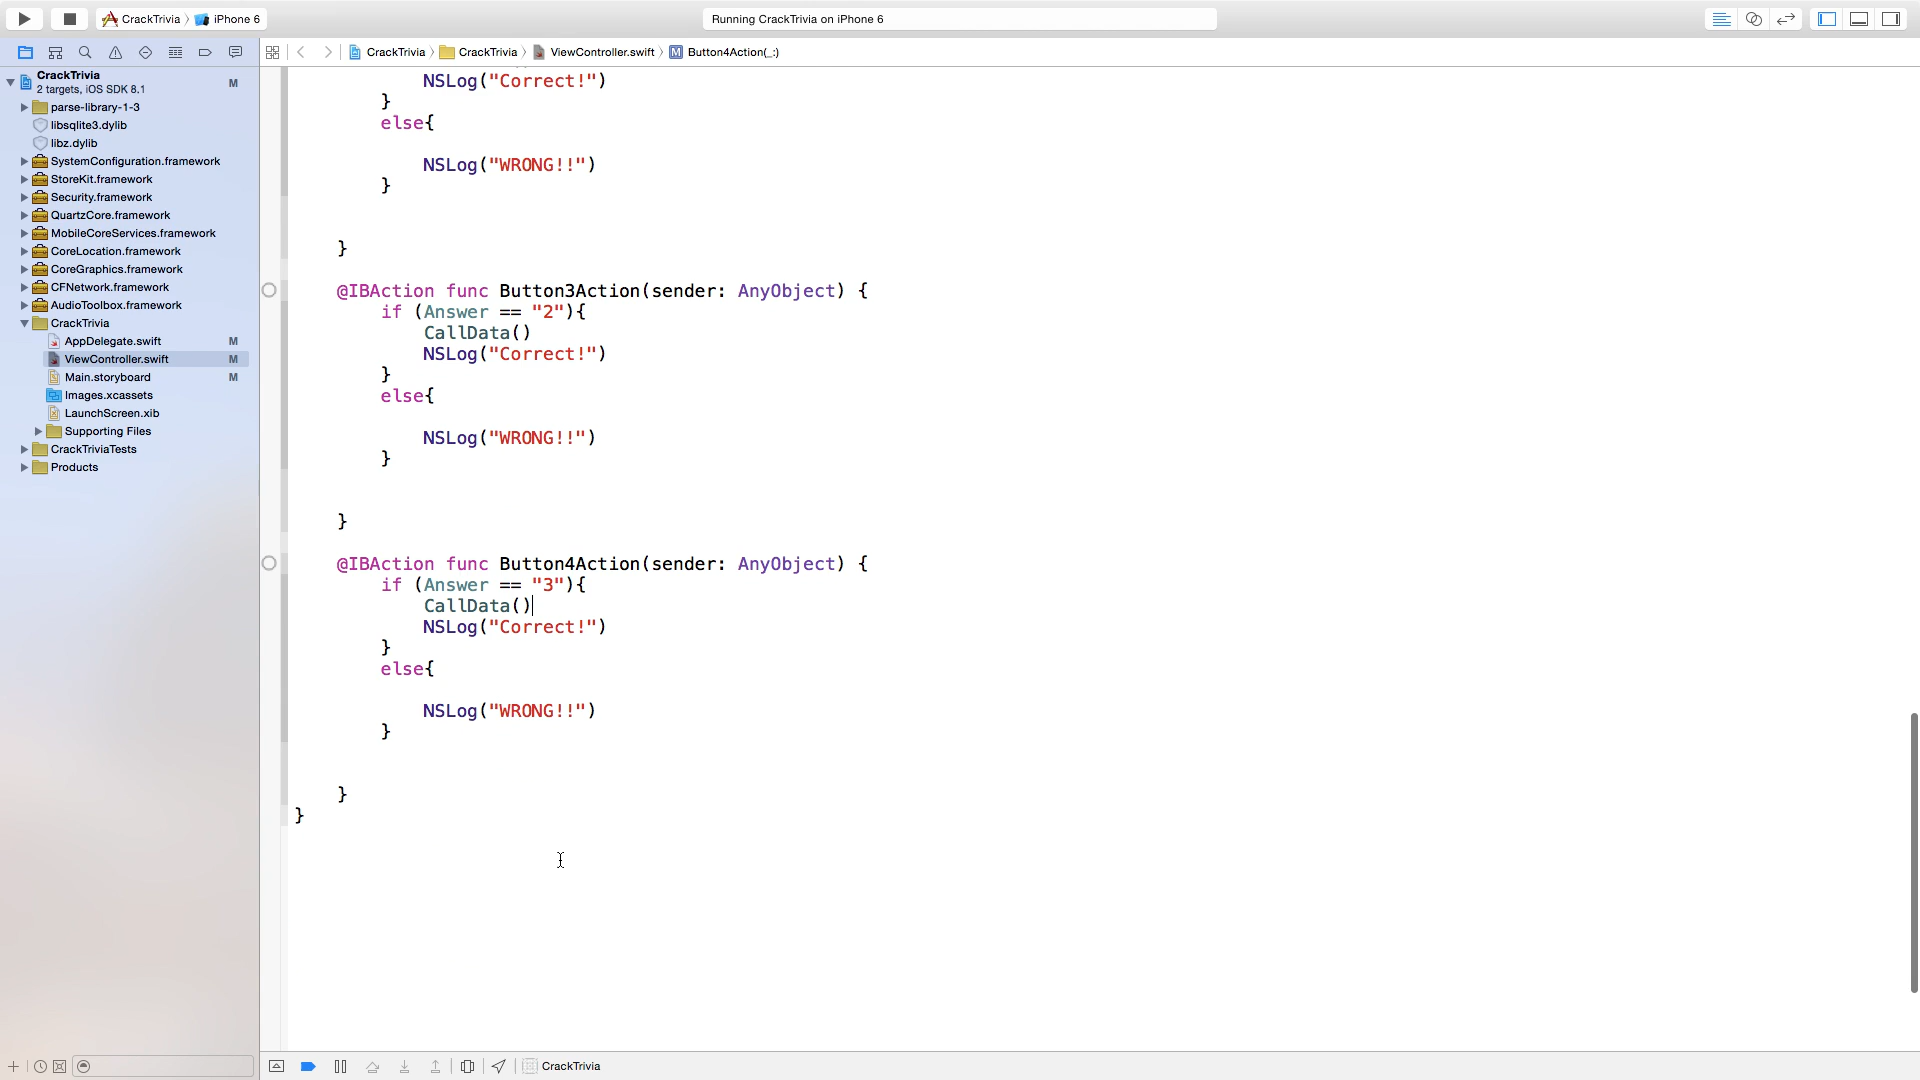 CrackTrivia
iPhone 6
Running CrackTrivia on iPhone 6
CrackTrivia
CrackTrivia
ViewController.swift
M
Button4Action(_:)
CrackTrivia
M
2 targets, iOS SDK 8.1
parse-library-1-3
libsqlite3.dylib
libz.dylib
SystemConfiguration.framework
StoreKit.framework
Security.framework
QuartzCore.framework
MobileCoreServices.framework
CoreLocation.framework
CoreGraphics.framework
CFNetwork.framework
AudioToolbox.framework
CrackTrivia
AppDelegate.swift M
ViewController.swift M
Main.storyboard M
Images.xcassets
LaunchScreen.xib
Supporting Files
CrackTriviaTests
Products
NSLog("Correct!")
}
else{
NSLog("WRONG!!")
}
}
@IBAction func Button3Action(sender: AnyObject) {
if (Answer == "2"){
CallData()
NSLog("Correct!")
}
else{
NSLog("WRONG!!")
}
}
@IBAction func Button4Action(sender: AnyObject) {
if (Answer == "3"){
CallData()
NSLog("Correct!")
}
else{
NSLog("WRONG!!")
}
}
}
CrackTrivia